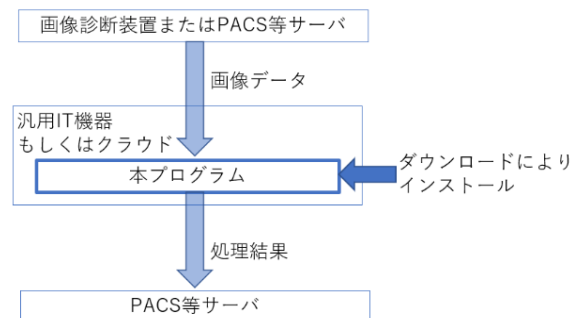 画像診断装置またはPACS等サーバ
画像データ
汎用IT機器
もしくはクラウド
本プログラム
ダウンロードにより
インストール
処理結果
PACS等サーバ